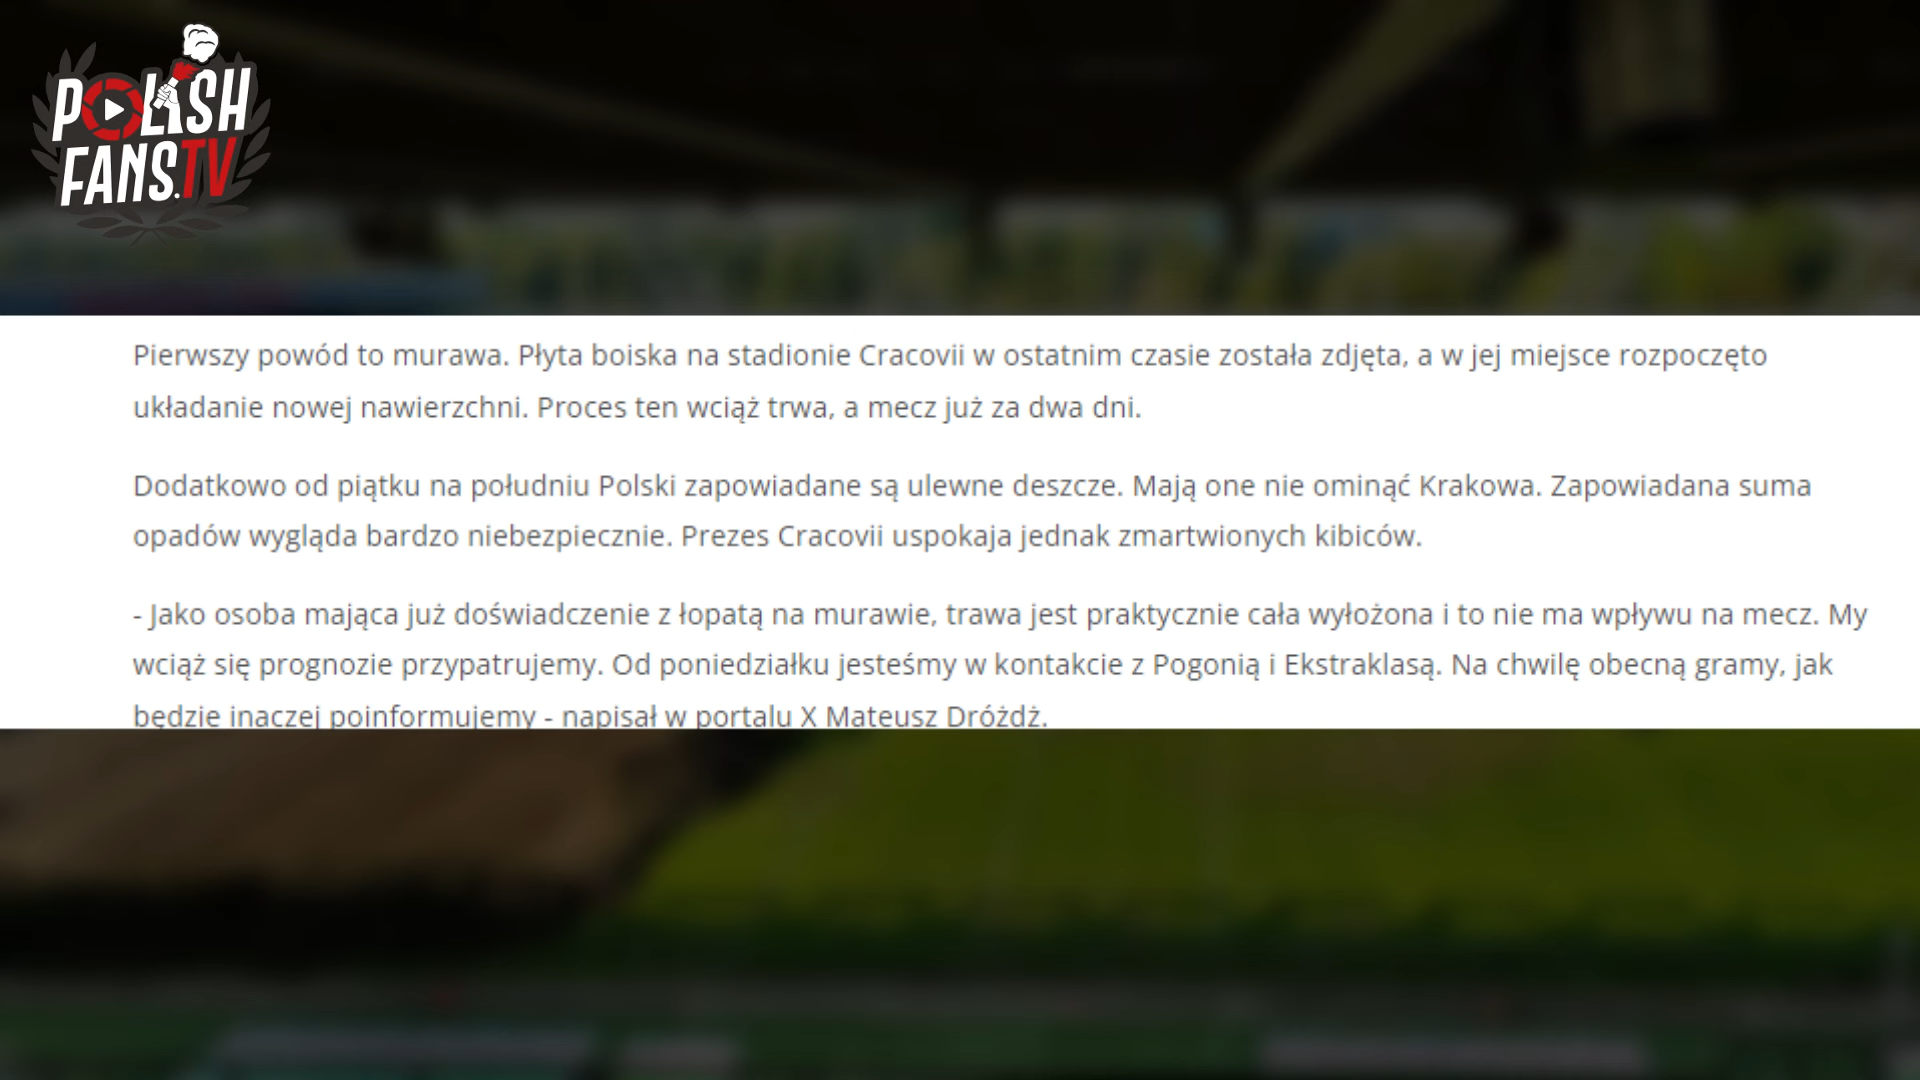 POLISH
FANS.TV
Pierwszy powód to murawa. Płyta boiska na stadionie Cracovii w ostatnim czasie została zdjęta, a w jej miejsce rozpoczęto
układanie nowej nawierzchni. Proces ten wciąż trwa, a mecz już za dwa dni.
Dodatkowo od piątku na południu Polski zapowiadane są ulewne deszcze. Mają one nie ominąć Krakowa. Zapowiadana suma
opadów wygląda bardzo niebezpiecznie. Prezes Cracovii uspokaja jednak zmartwionych kibiców.
- Jako osoba mająca już doświadczenie z łopatą na murawie, trawa jest praktycznie cała wyłożona i to nie ma wpływu na mecz. My
wciąż się prognozie przypatrujemy. Od poniedziałku jesteśmy w kontakcie z Pogonią i Ekstraklasą. Na chwilę obecną gramy, jak
będzie inaczej poinformujemy - napisał w portalu X Mateusz Dróżdż.